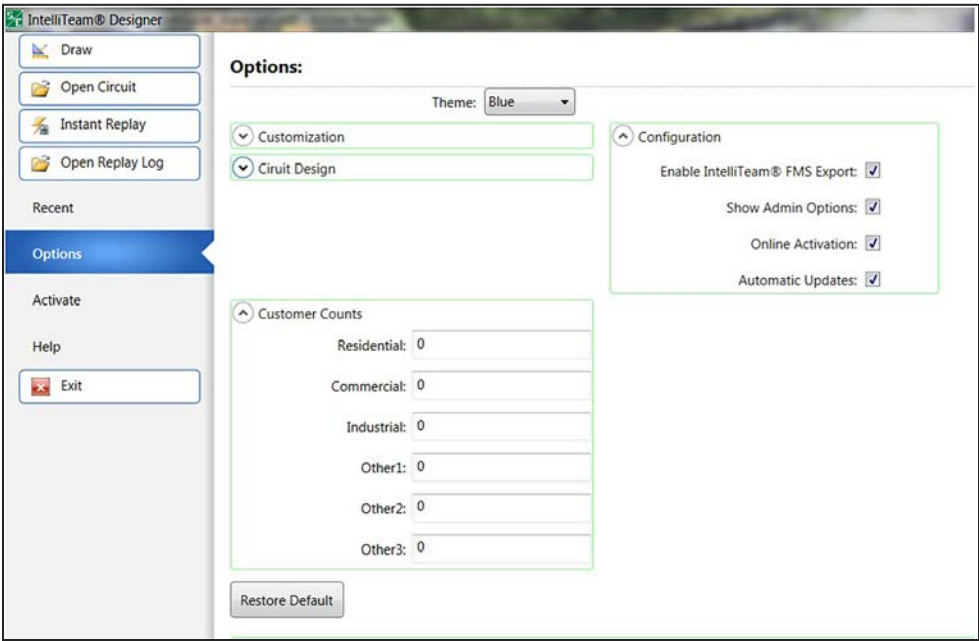 IntelliTeam® Designer
Draw
Open Circuit
Instant Replay
Open Replay Log
Recent
Options
Activate
Help
Exit
Options:
Theme: Blue
Customization
Ciruit Design
Configuration
Enable IntelliTeam® FMS Export:
Show Admin Options:
Online Activation:
Automatic Updates:
Customer Counts
Residential: 0
Commercial: 0
Industrial: 0
Other1: 0
Other2: 0
Other3: 0
Restore Default